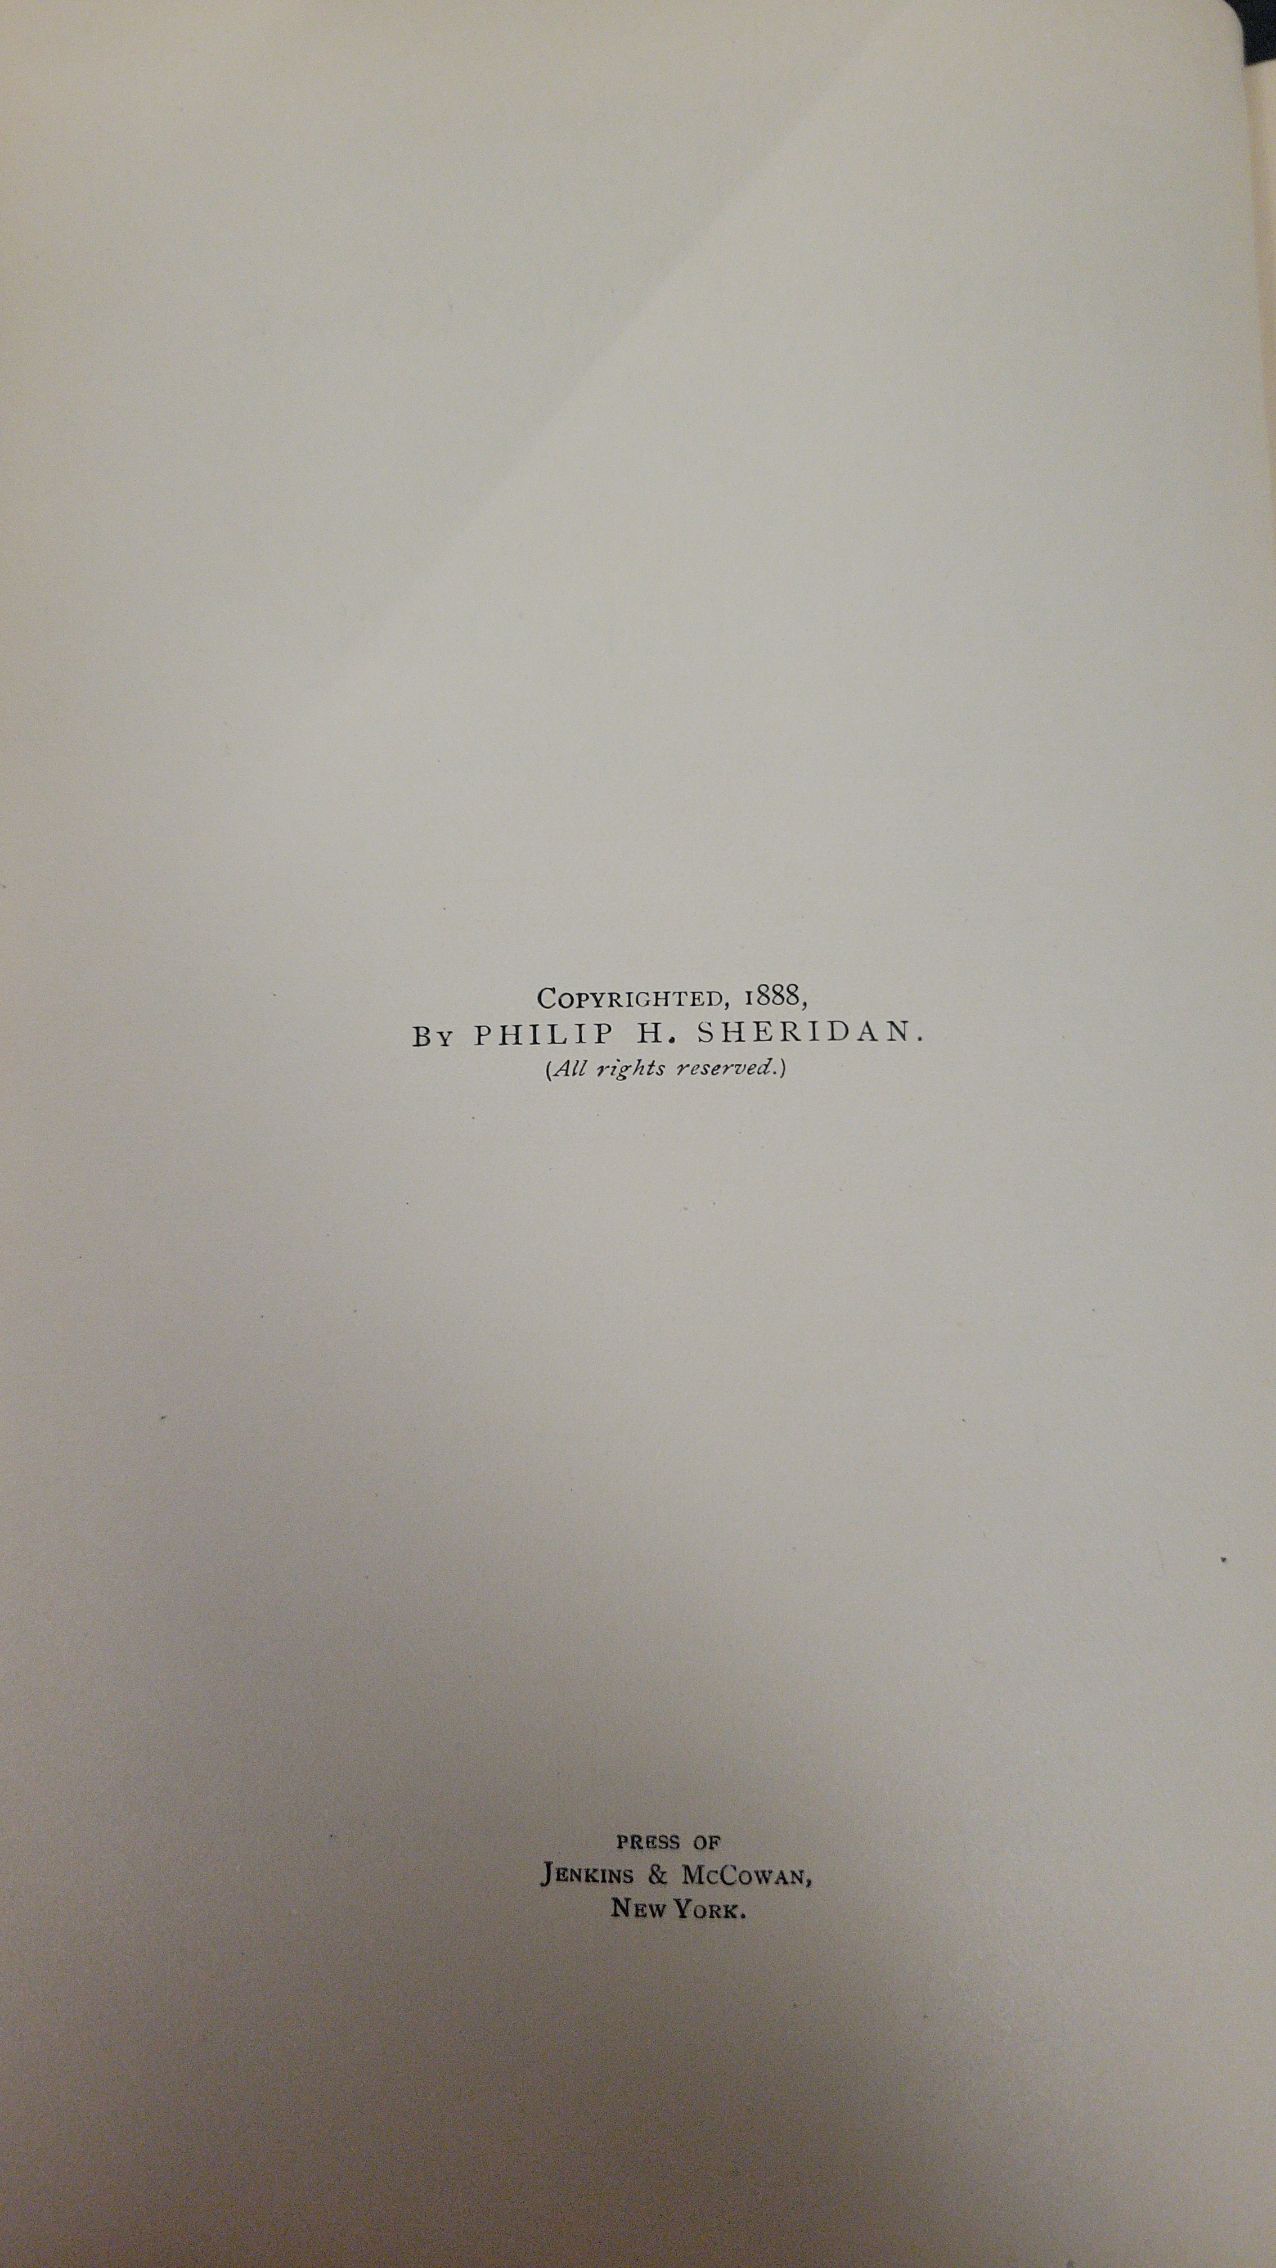 COPYRIGHTED, 1888,
BY PHILIP H. SHERIDAN.
(All rights reserved.)
PRESS OF
JENKINS & MCCOWAN,
NEW YORK.